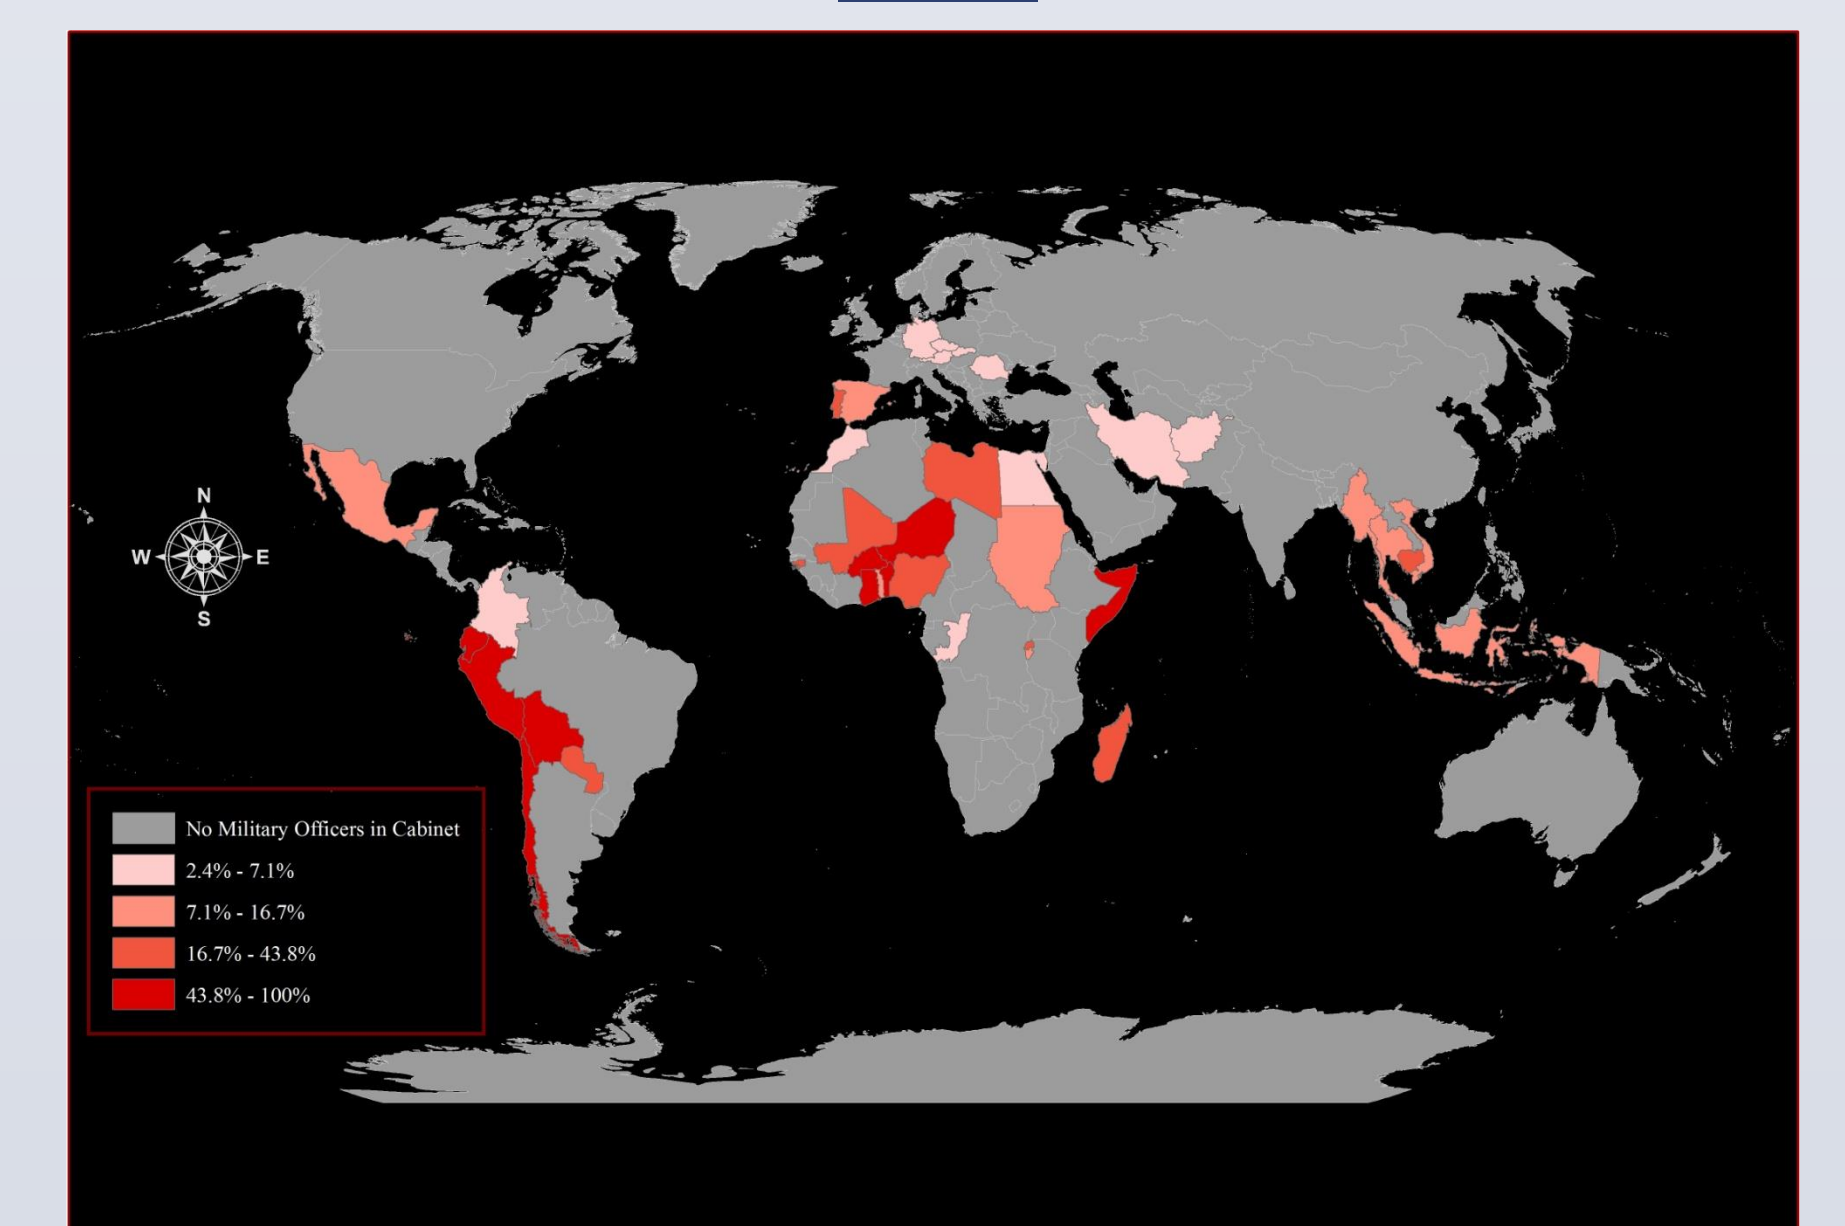 N
W
E
S
No Military Officers in Cabinet
2.4% - 7.1%
7.1% - 16.7%
16.7% - 43.8%
43.8% - 100%